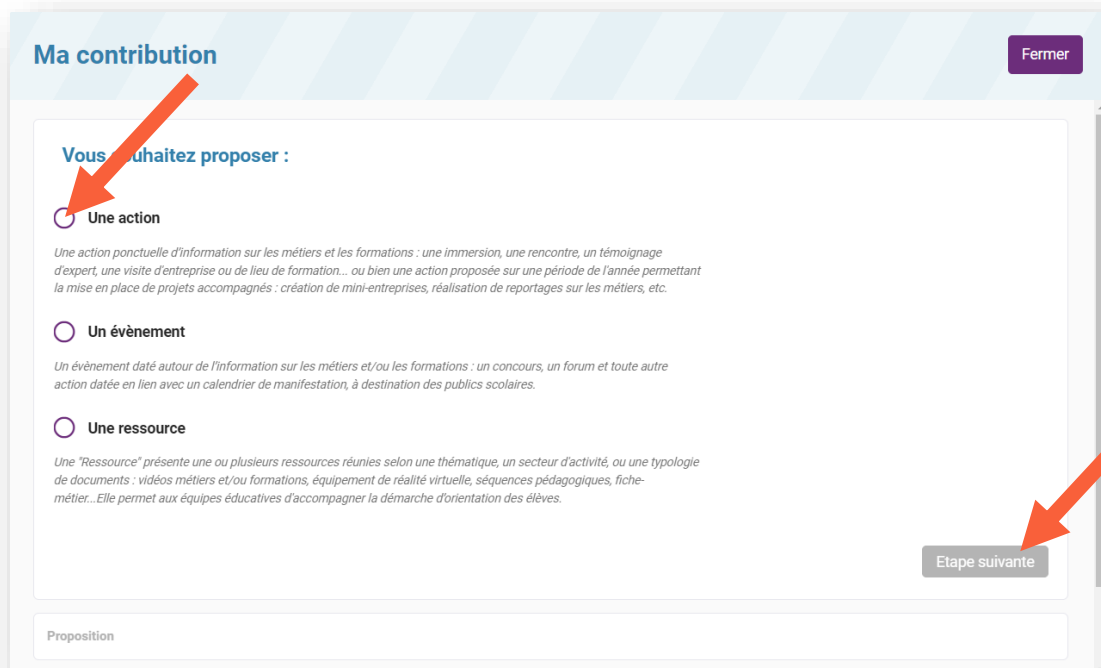 Ma contribution
Fermer
Vous souhaitez proposer :
Une action
Une action ponctuelle d'information sur les métiers et les formations : une immersion, une rencontre, un témoignage
d'expert, une visite d'entreprise ou de lieu de formation... ou bien une action proposée sur une période de l'année permettant
la mise en place de projets accompagnés : création de mini-entreprises, réalisation de reportages sur les métiers, etc.
Un évènement
Un évènement daté autour de l'information sur les métiers et/ou les formations : un concours, un forum et toute autre
action datée en lien avec un calendrier de manifestation, à destination des publics scolaires.
Une ressource
Une "Ressource" présente une ou plusieurs ressources réunies selon une thématique, un secteur d'activité, ou une typologie
de documents : vidéos métiers et/ou formations, équipement de réalité virtuelle, séquences pédagogiques, fiche-
métier...Elle permet aux équipes éducatives d'accompagner la démarche d'orientation des élèves.
Etape suivante
Proposition